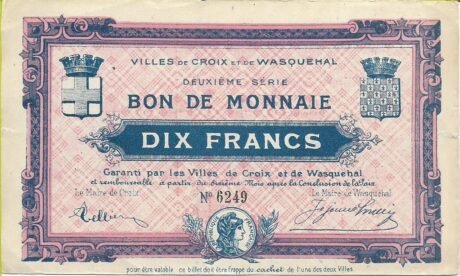 VILLES DE CROIX ET DE WASQUEHAL
DEUXIÈME SÉRIE
BON DE MONNAIE
DIX FRANCS
Garanti par les Villes de Croix et de Wasquehal
et remboursable à partir du sixième Mois après la Conclusion de la Paix
Le Maire de Croix
Le Maire de Wasquehal
No 6249
pour être valable ce billet doit être frappé du cachet de l'une des deux Villes